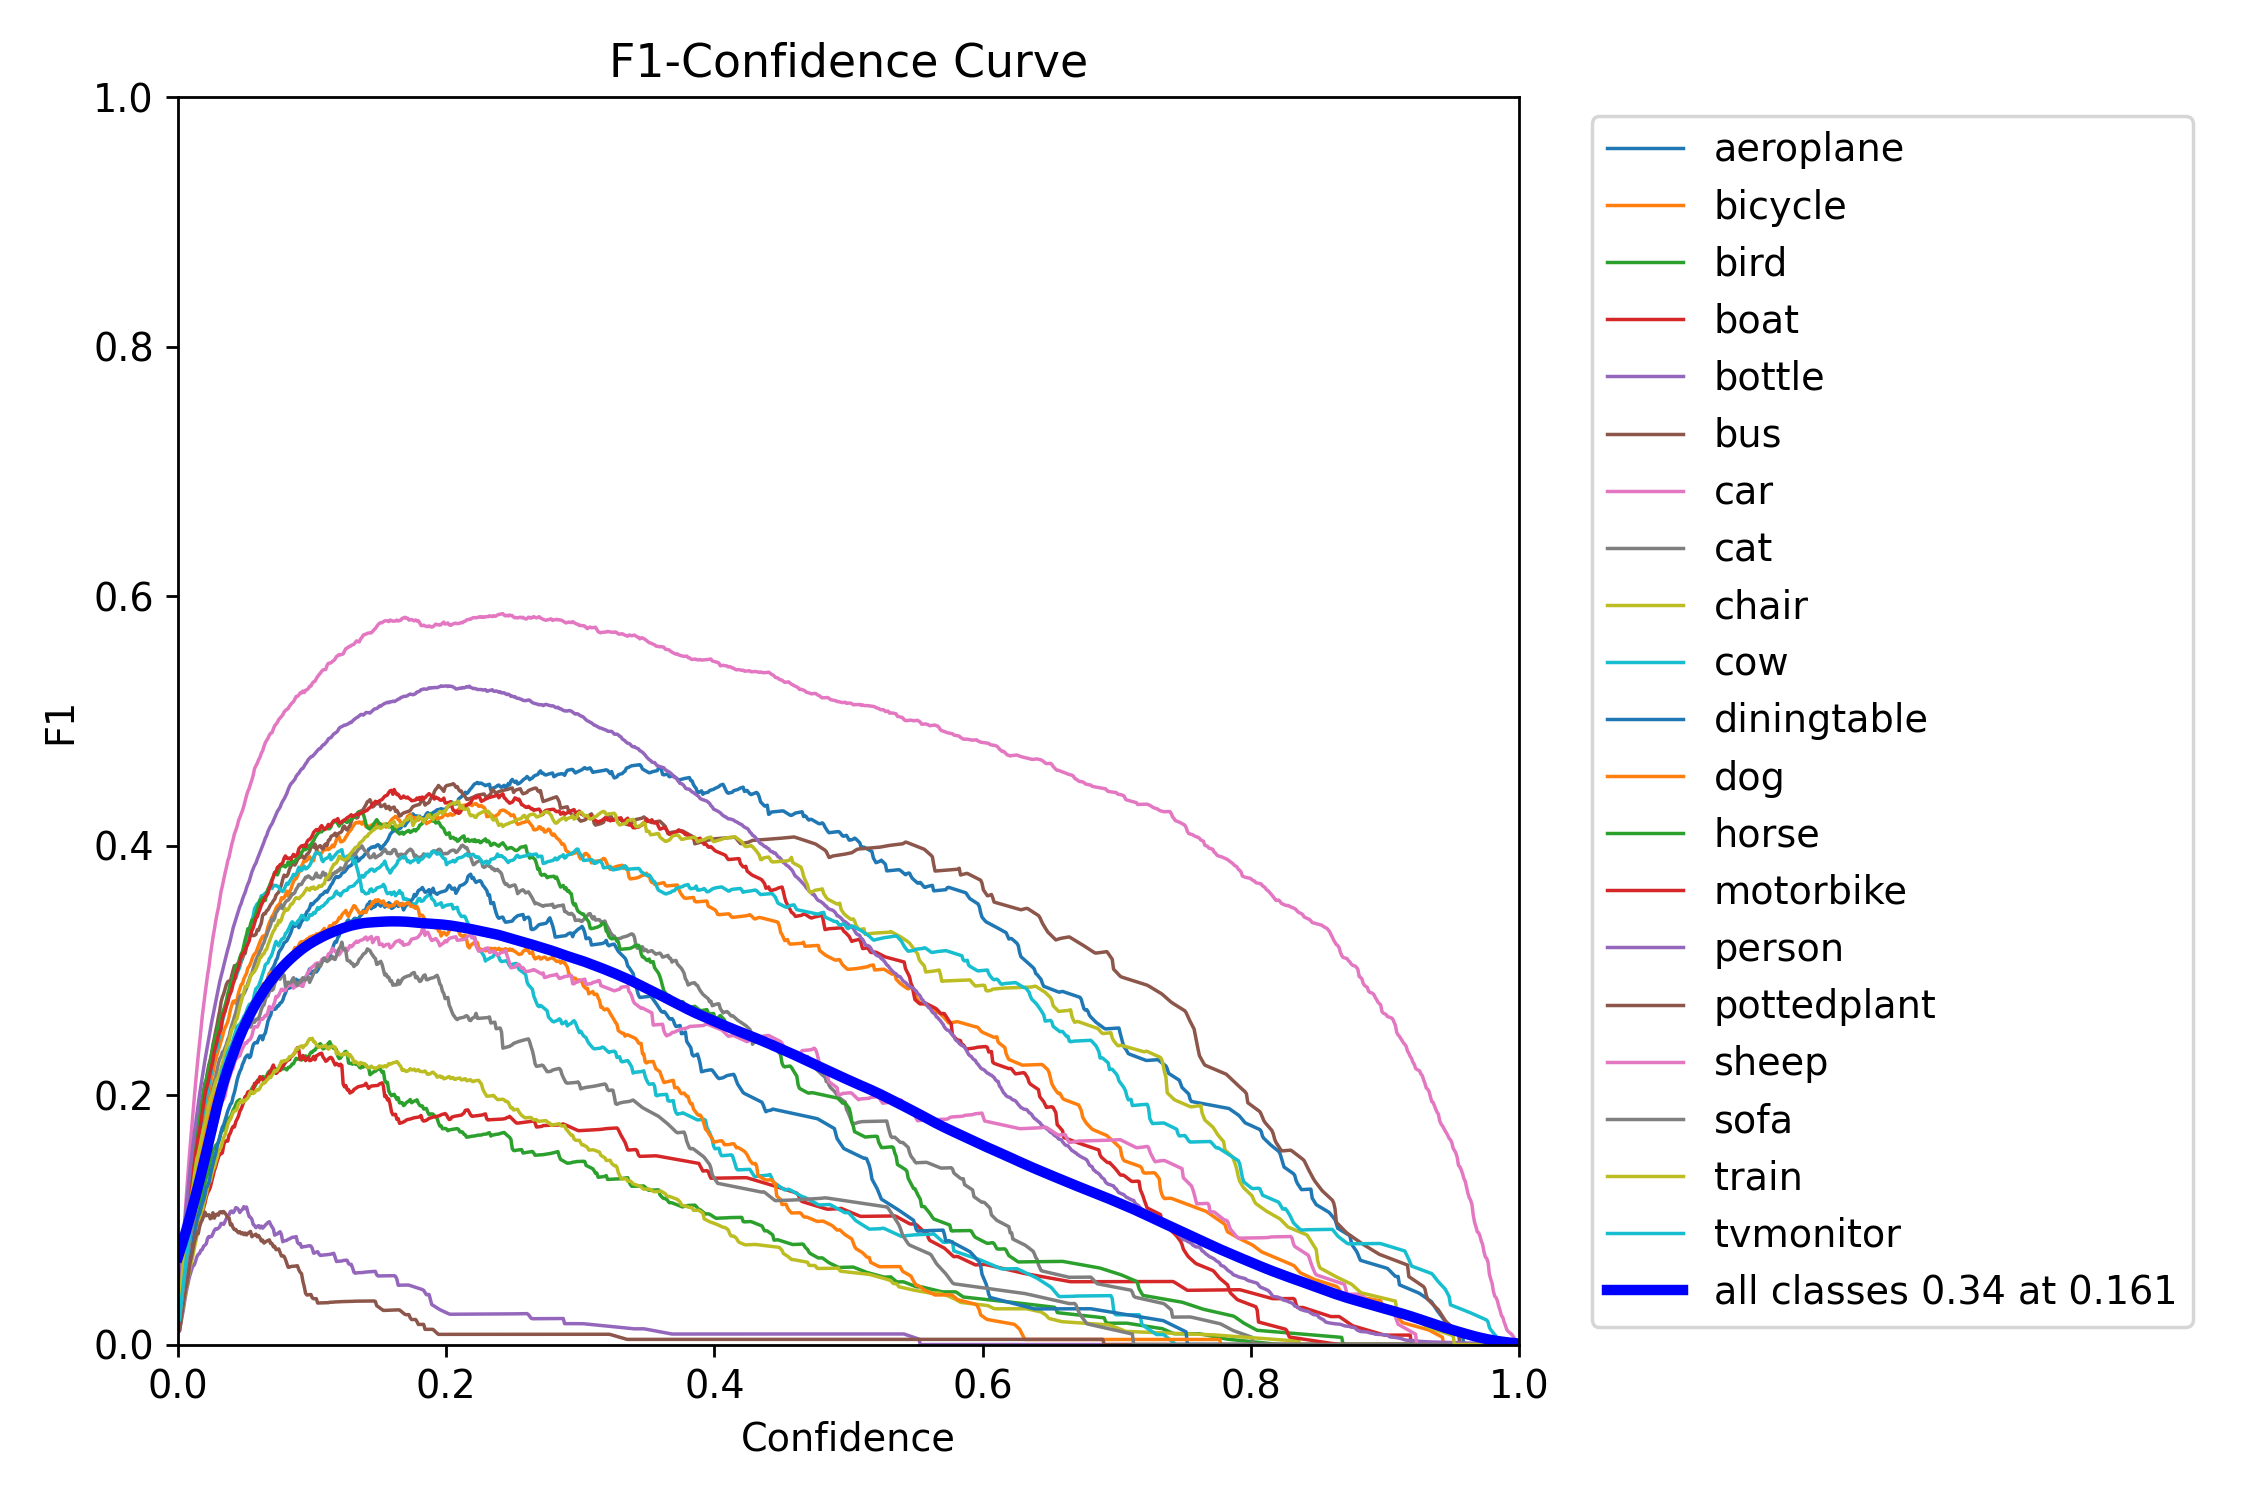 F1-Confidence Curve
1.0
0.8
0.6
0.4
0.2
0.0
F1
0.0 0.2 0.4 0.6 0.8 1.0
Confidence
aeroplane
bicycle
bird
boat
bottle
bus
car
cat
chair
cow
diningtable
dog
horse
motorbike
person
pottedplant
sheep
sofa
train
tvmonitor
all classes 0.34 at 0.161